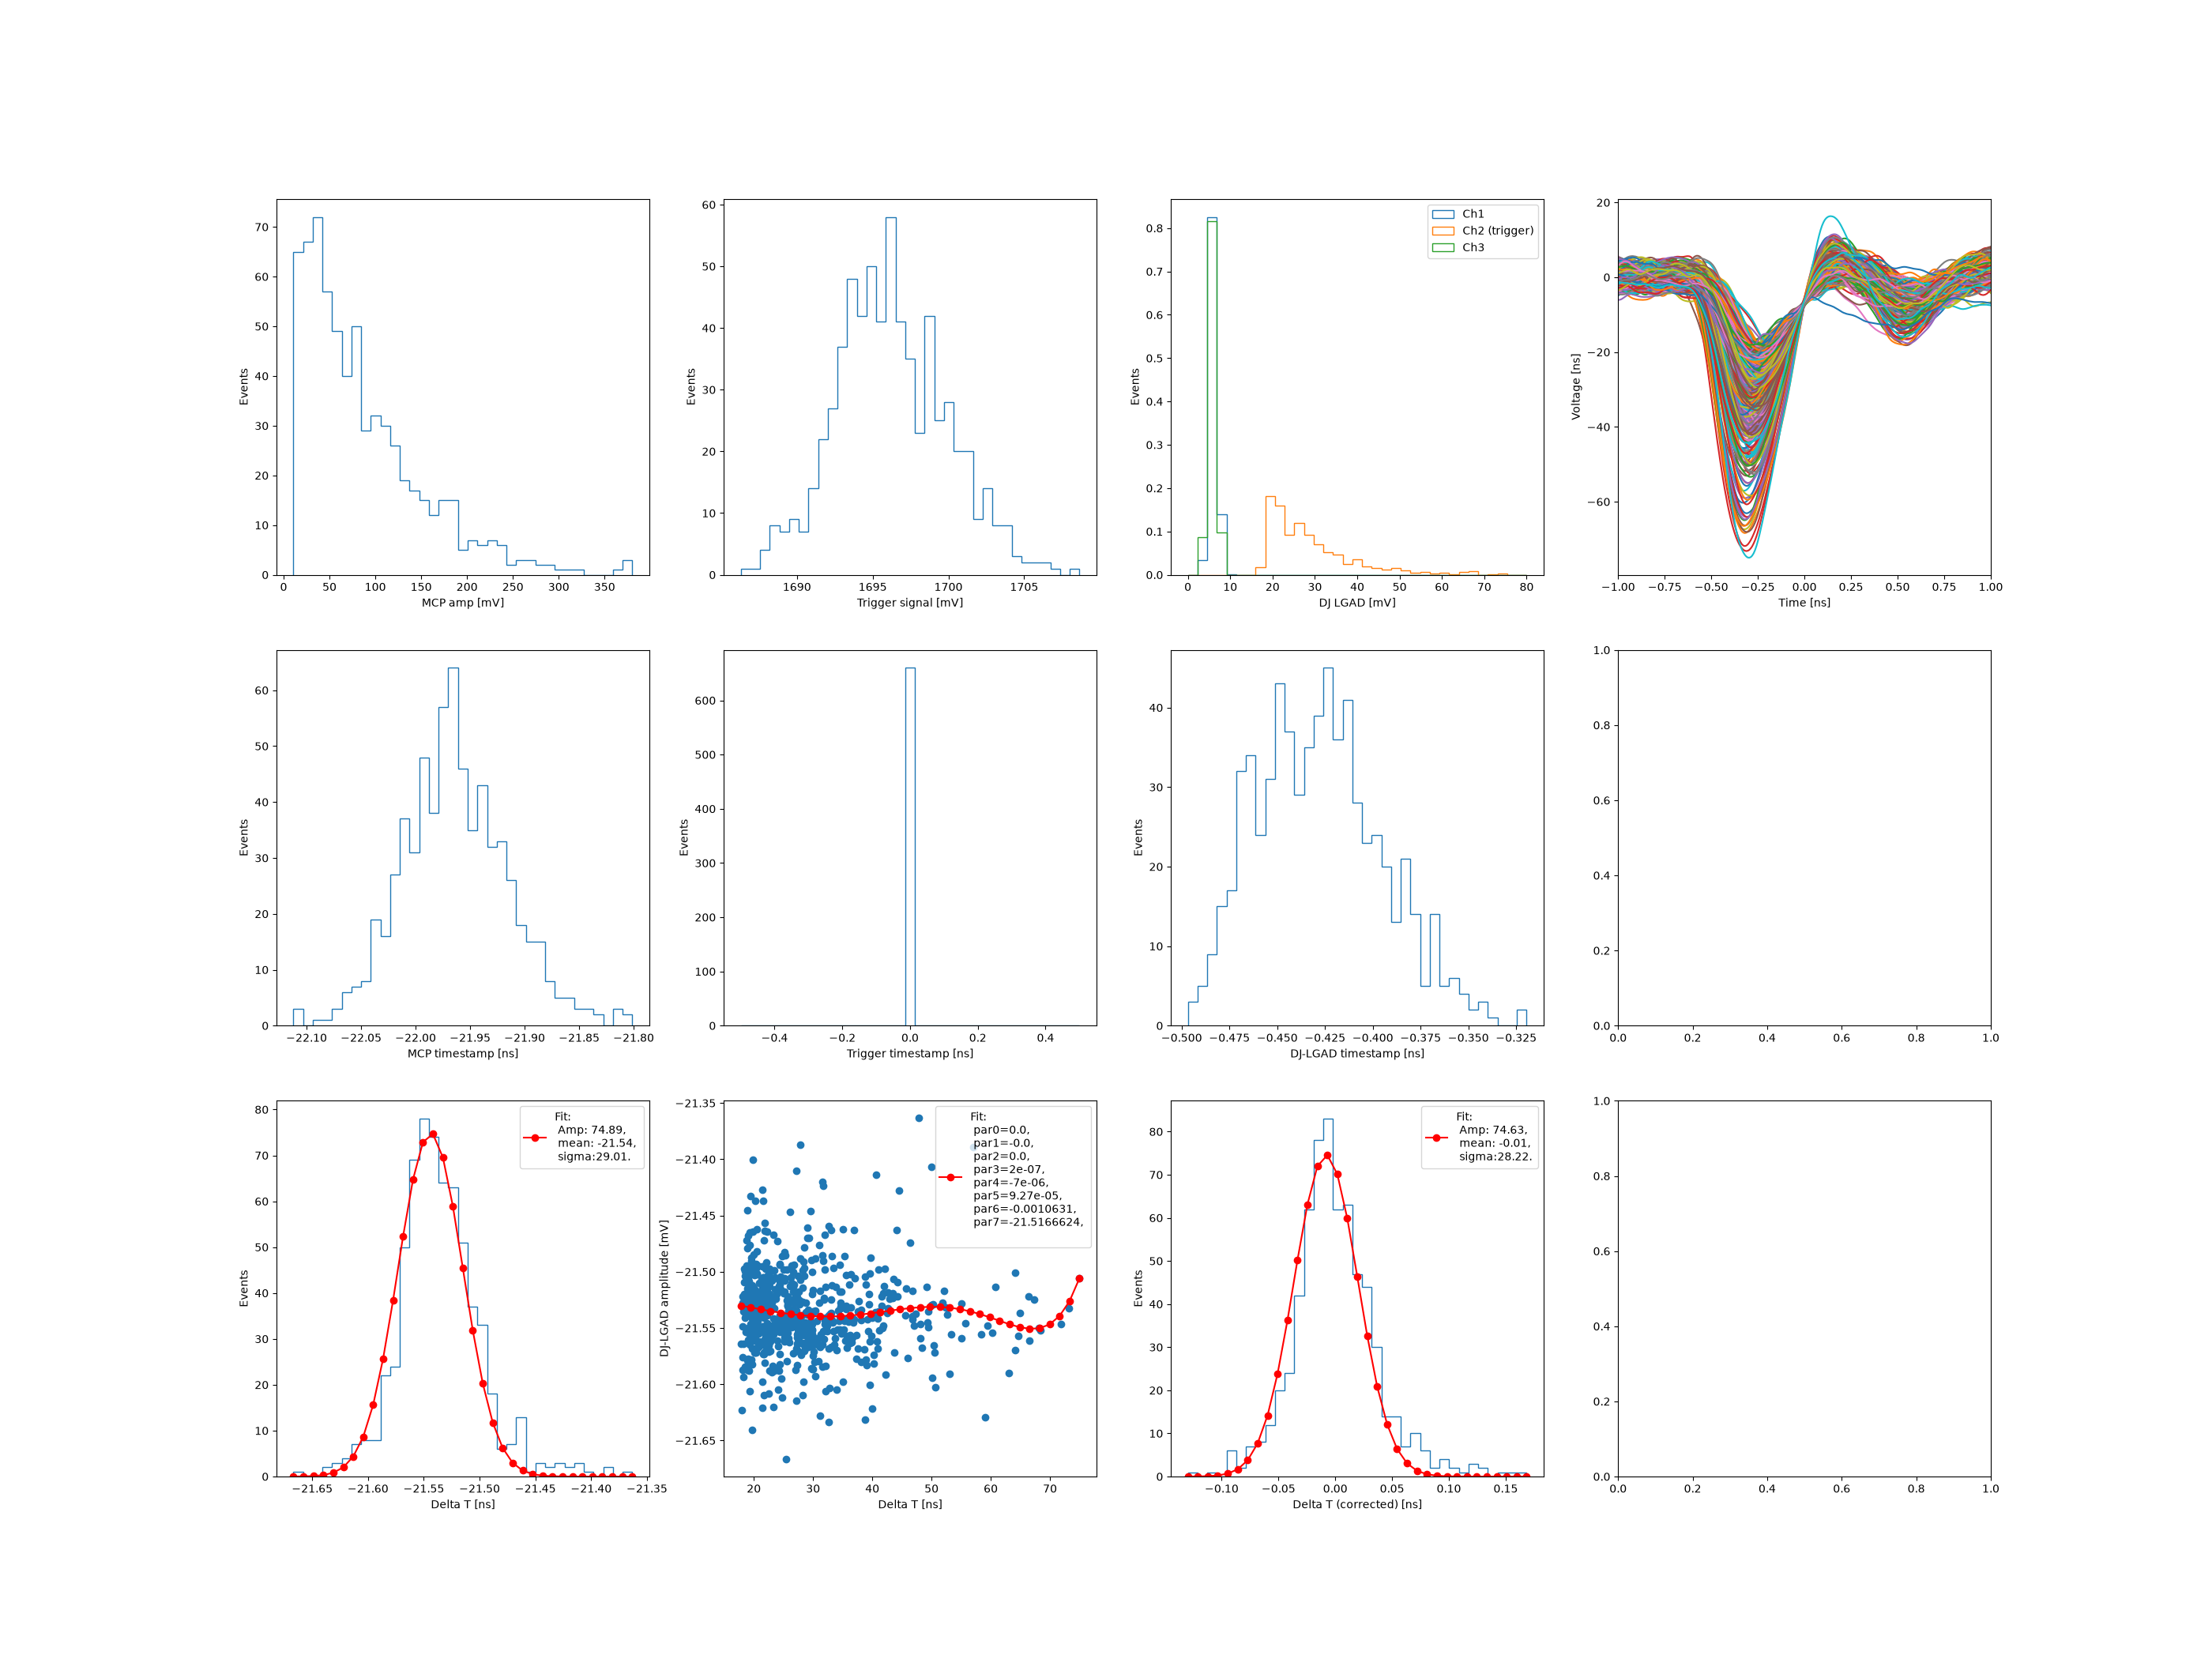 70
60
50
40
30
20
10
0
Events
0 50 100 150 200 250 300 350
MCP amp [mV]
60
50
40
30
20
10
0
Events
1690 1695 1700 1705
Trigger signal [mV]
0.8
0.7
0.6
0.5
0.4
0.3
0.2
0.1
0.0
Events
Ch1
Ch2 (trigger)
Ch3
0 10 20 30 40 50 60 70 80
DJ LGAD [mV]
20
0
−20
−40
−60
Voltage [ns]
−1.00 −0.75 −0.50 −0.25 0.00 0.25 0.50 0.75 1.00
Time [ns]
60
50
40
30
20
10
0
Events
−22.10 −22.05 −22.00 −21.95 −21.90 −21.85 −21.80
MCP timestamp [ns]
600
500
400
300
200
100
0
Events
−0.4 −0.2 0.0 0.2 0.4
Trigger timestamp [ns]
40
30
20
10
0
Events
−0.500 −0.475 −0.450 −0.425 −0.400 −0.375 −0.350 −0.325
DJ-LGAD timestamp [ns]
1.0
0.8
0.6
0.4
0.2
0.0
0.0 0.2 0.4 0.6 0.8 1.0
80
70
60
50
40
30
20
10
0
Events
Fit:
Amp: 74.89,
mean: -21.54,
sigma:29.01.
−21.65 −21.60 −21.55 −21.50 −21.45 −21.40 −21.35
Delta T [ns]
−21.35
−21.40
−21.45
−21.50
−21.55
−21.60
−21.65
DJ-LGAD amplitude [mV]
Fit:
par0=0.0,
par1=-0.0,
par2=0.0,
par3=2e-07,
par4=-7e-06,
par5=9.27e-05,
par6=-0.0010631,
par7=-21.5166624,
20 30 40 50 60 70
Delta T [ns]
80
70
60
50
40
30
20
10
0
Events
Fit:
Amp: 74.63,
mean: -0.01,
sigma:28.22.
−0.10 −0.05 0.00 0.05 0.10 0.15
Delta T (corrected) [ns]
1.0
0.8
0.6
0.4
0.2
0.0
0.0 0.2 0.4 0.6 0.8 1.0